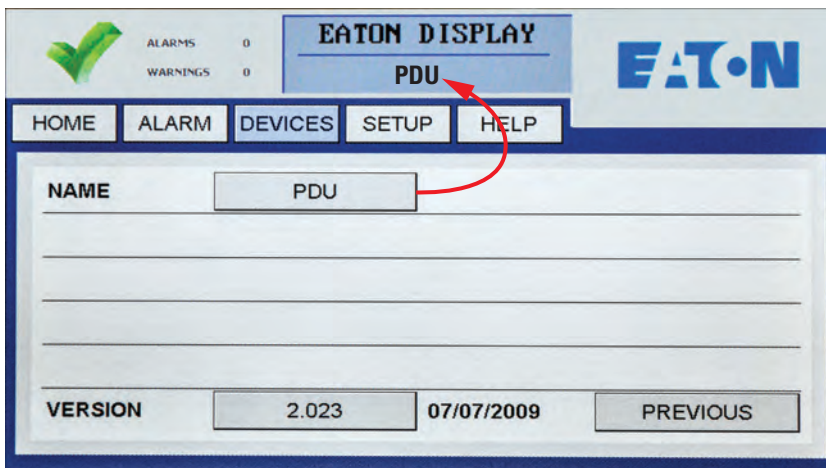 ALARMS 0
WARNINGS 0
EATON DISPLAY
PDU
EATON
HOME ALARM DEVICES SETUP HELP
NAME PDU
VERSION 2.023 07/07/2009 PREVIOUS